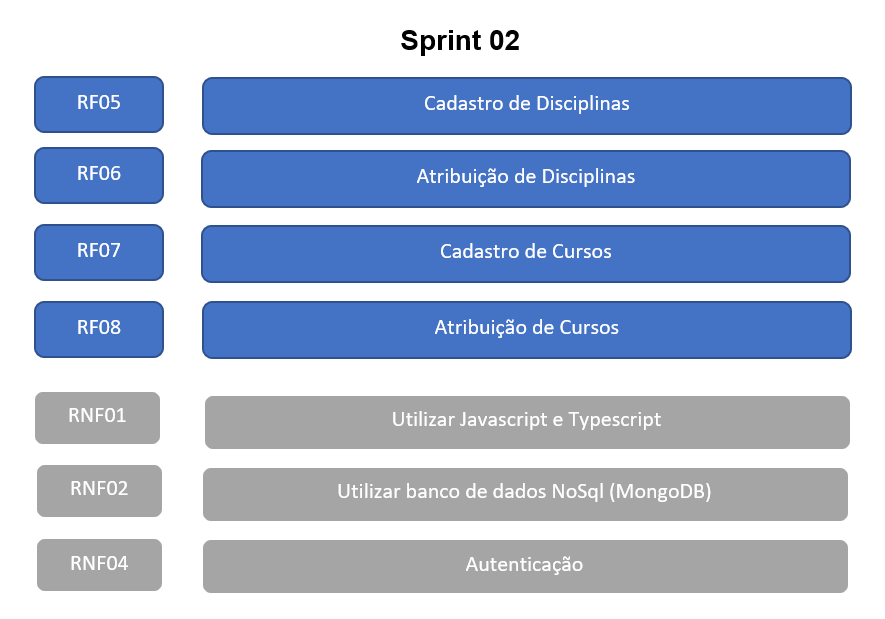 Sprint 02
RF05 Cadastro de Disciplinas
RF06 Atribuição de Disciplinas
RF07 Cadastro de Cursos
RF08 Atribuição de Cursos
RNF01 Utilizar Javascript e Typescript
RNF02 Utilizar banco de dados NoSql (MongoDB)
RNF04 Autenticação